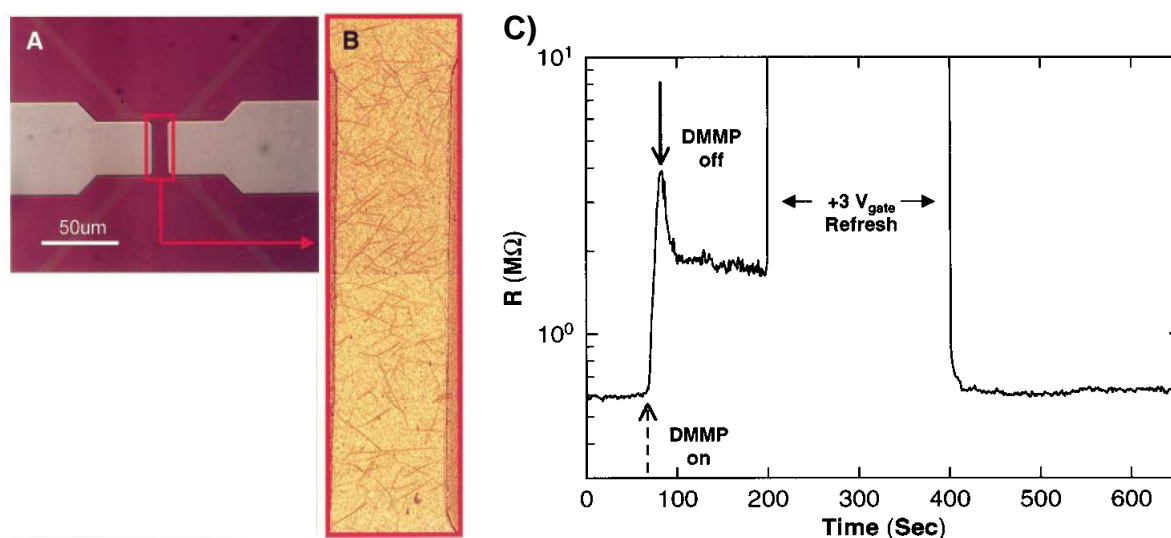 A
50um
B
C)
10¹
10⁰
R (MΩ)
DMMP
off
+3 Vgate
Refresh
DMMP
on
0 100 200 300 400 500 600
Time (Sec)